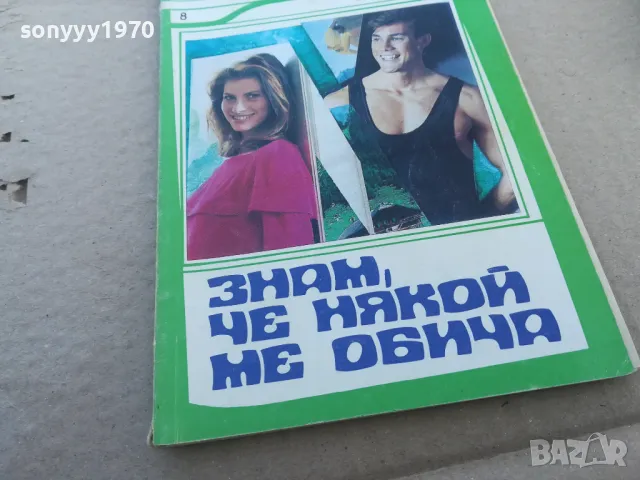 sonyyy1970
8
ЗНАМ,
ЧЕ НЯКОЙ
МЕ ОБИЧА
BAZAR